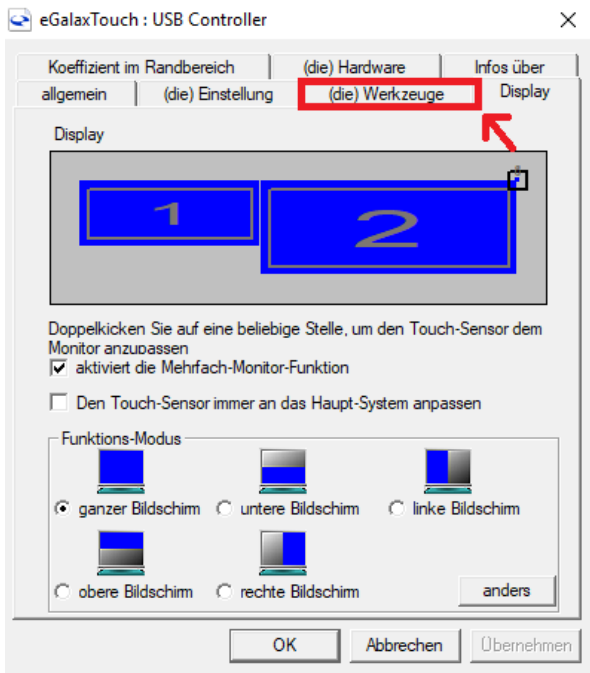 eGalaxTouch : USB Controller
Koeffizient im Randbereich (die) Hardware Infos über
allgemein (die) Einstellung (die) Werkzeuge Display
Display
1 2
Doppelkicken Sie auf eine beliebige Stelle, um den Touch-Sensor dem
Monitor anzupassen
aktiviert die Mehrfach-Monitor-Funktion
Den Touch-Sensor immer an das Haupt-System anpassen
Funktions-Modus
ganzer Bildschirm untere Bildschirm linke Bildschirm
obere Bildschirm rechte Bildschirm anders
OK Abbrechen Übernehmen